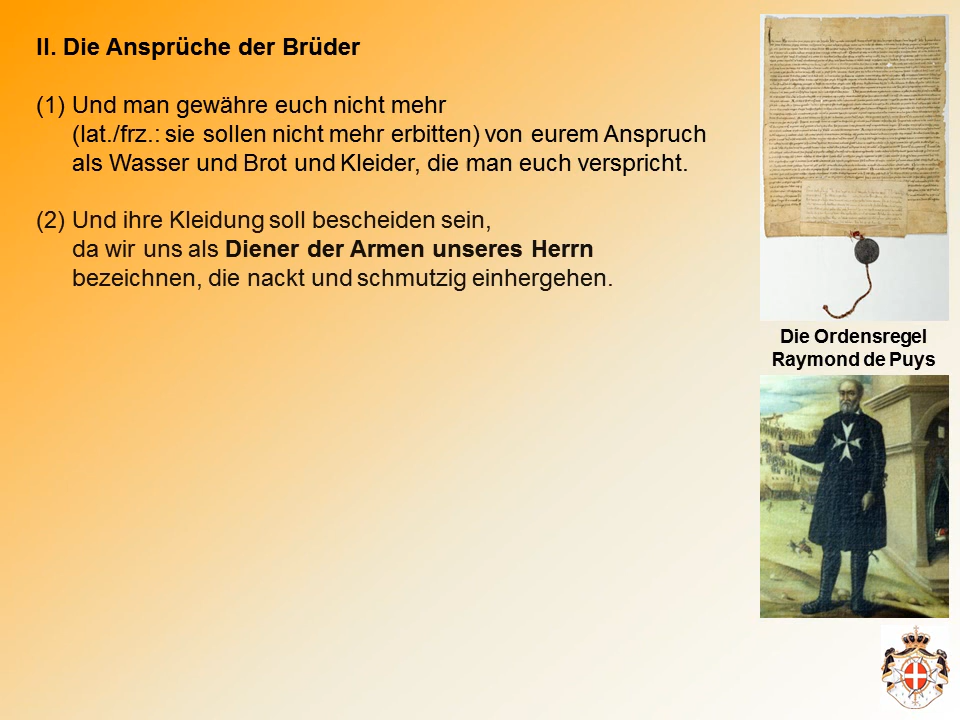 II. Die Ansprüche der Brüder
(1) Und man gewähre euch nicht mehr
(lat./frz.: sie sollen nicht mehr erbitten) von eurem Anspruch
als Wasser und Brot und Kleider, die man euch verspricht.
(2) Und ihre Kleidung soll bescheiden sein,
da wir uns als Diener der Armen unseres Herrn
bezeichnen, die nackt und schmutzig einhergehen.
Die Ordensregel
Raymond de Puys